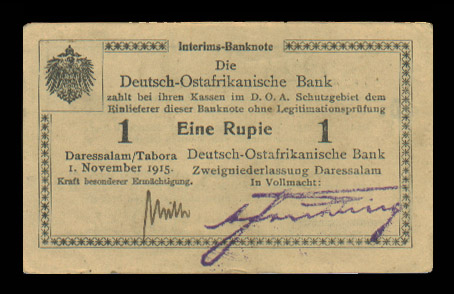 Interims-Banknote
Die
Deutsch-Ostafrikanische Bank
zahlt bei ihren Kassen im D. O. A. Schutzgebiet dem
Einlieferer dieser Banknote ohne Legitimationsprüfung
1 Eine Rupie 1
Daressalam/Tabora Deutsch-Ostafrikanische Bank
1. November 1915. Zweigniederlassung Daressalam
Kraft besonderer Ermächtigung. In Vollmacht: